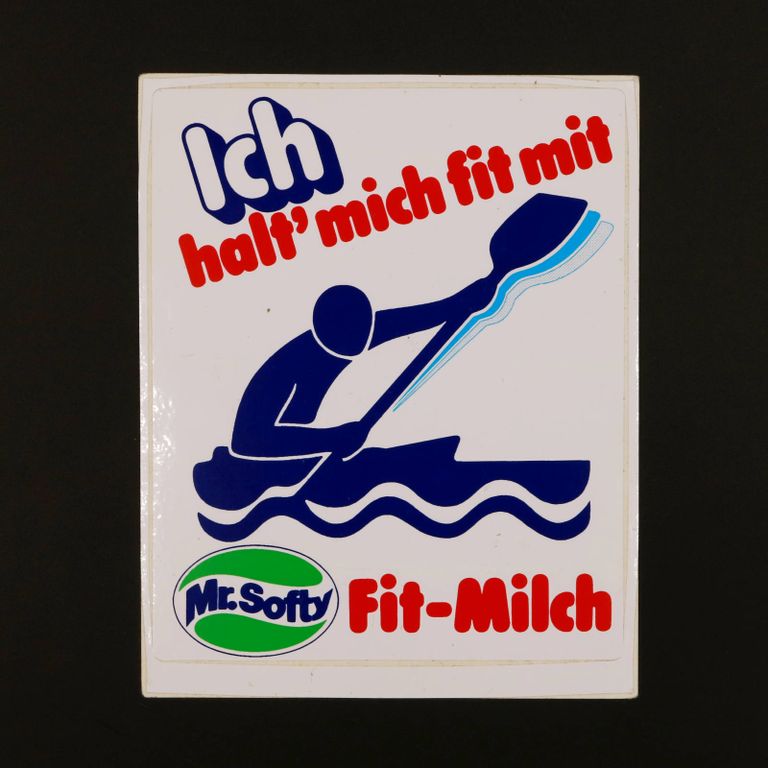 Ich
halt' mich fit mit
Mr. Softy
Fit-Milch